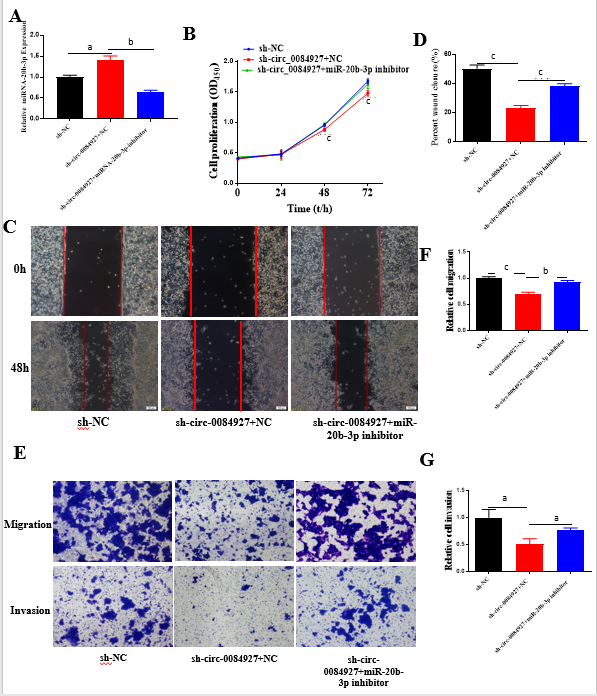 A
Relative miRNA-20b-3p Expression
2.0
1.5
1.0
0.5
0.0
a
b
sh-NC
sh-circ-0084927+NC
sh-circ-0084927+miRNA-20b-3p-inhibitor
B
sh-NC
sh-circ_0084927+NC
sh-circ_0084927+miR-20b-3p inhibitor
Cell proliferation (OD450)
2.0
1.5
1.0
0.6
0.0
c
c
0
24
48
72
Time (t/h)
D
Percent wound closure (%)
60
40
20
0
c
c
sh-NC
sh-circ-0084927+NC
sh-circ-0084927+miR-20b-3p inhibitor
C
0h
48h
sh-NC
sh-circ-0084927+NC
sh-circ-0084927+miR-
20b-3p inhibitor
F
Relative cell migration
1.5
1.0
0.5
0.0
c
b
sh-NC
sh-circ-0084927+NC
sh-circ-0084927+miR-20b-3p inhibitor
E
Migration
Invasion
sh-NC
sh-circ-0084927+NC
sh-circ-
0084927+miR-20b-
3p inhibitor
G
Relative cell invasion
1.5
1.0
0.5
0.0
a
a
sh-NC
sh-circ-0084927+NC
sh-circ-0084927+miR-20b-3p inhibitor